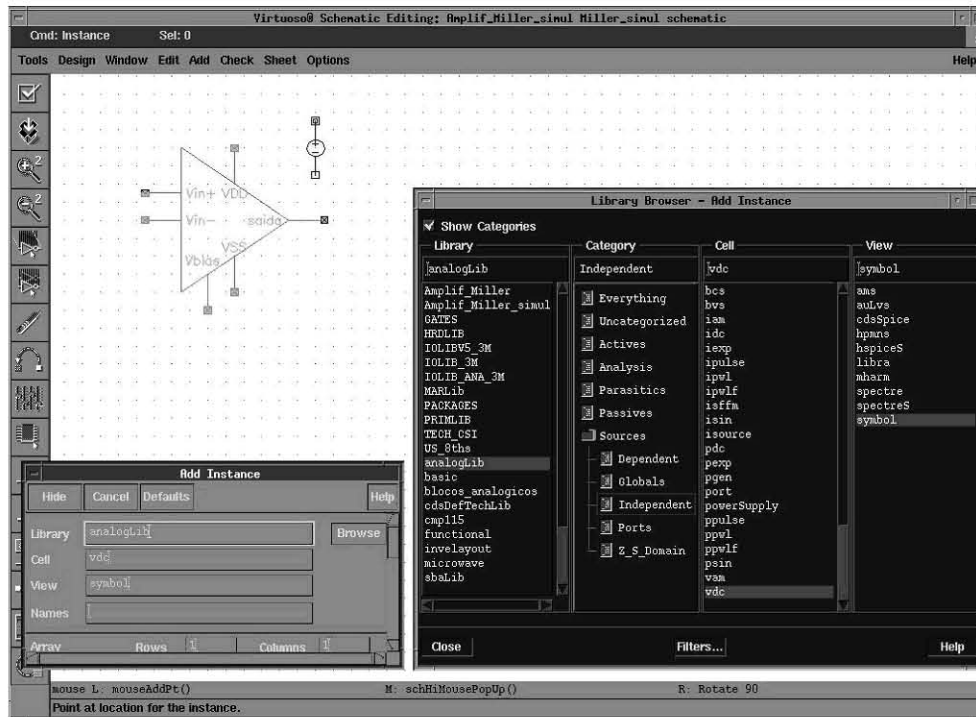 Virtuoso® Schematic Editing: Amplif_Miller_simul Miller_simul schematic
Cmd: Instance Sel: 0
Tools Design Window Edit Add Check Sheet Options Help
2
2
Vin+ VDD
Vin- saida
VSS
Vbias
Library Browser - Add Instance
Show Categories
Library Category Cell View
analogLib Independent vdc symbol
Amplif_Miller
Amplif_Miller_simul
GATES
HRDLIB
IOLIBV5_3M
IOLIB_3M
IOLIB_ANA_3M
MARLib
PACKAGES
PRIMLIB
TECH_CSI
US_8ths
analogLib
basic
blocos_analogicos
cdsDefTechLib
cmp115
functional
invelayout
microwave
sbaLib
Everything
Uncategorized
Actives
Analysis
Parasitics
Passives
Sources
Dependent
Globals
Independent
Ports
Z_S_Domain
bcs
bvs
iam
idc
iexp
ipulse
ipwl
ipwlf
isffm
isin
isource
pdc
pexp
pgen
port
powerSupply
ppulse
ppwl
ppwlf
psin
vam
vdc
ams
auLvs
cdsSpice
hpmns
hspiceS
libra
mharm
spectre
spectreS
symbol
Close Filters... Help
Add Instance
Hide Cancel Defaults Help
Library analogLib Browse
Cell vdc
View symbol
Names
Array Rows 1 Columns 1
mouse L: mouseAddPt() M: schHiMousePopUp() R: Rotate 90
Point at location for the instance.